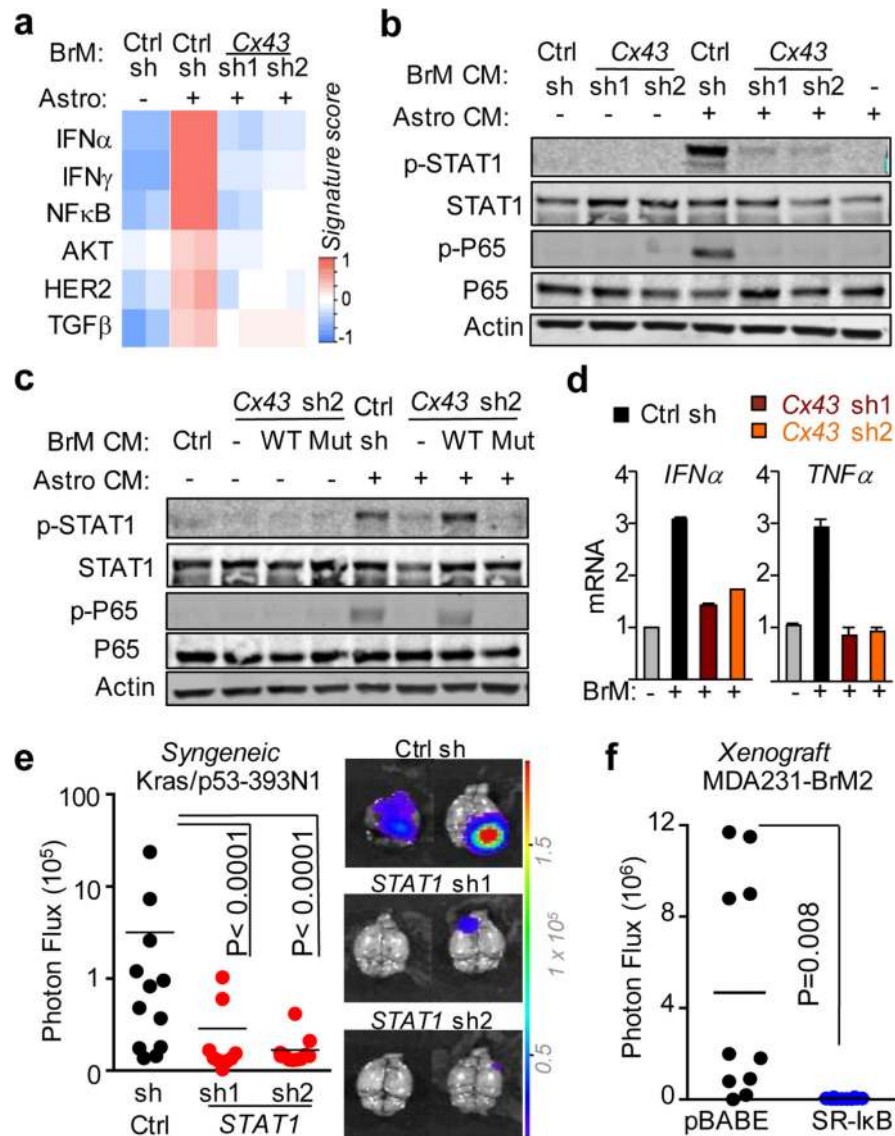 a
BrM: Ctrl sh Ctrl sh Cx43 sh1 sh2
Astro: - + + +
IFNα
IFNγ
NFκB
AKT
HER2
TGFβ
Signature score
1
0
-1
b
Ctrl Cx43 Ctrl Cx43
BrM CM: sh sh1 sh2 sh sh1 sh2 -
Astro CM: - - - + + + +
p-STAT1
STAT1
p-P65
P65
Actin
c
Cx43 sh2 Ctrl Cx43 sh2
BrM CM: Ctrl - WT Mut sh - WT Mut
Astro CM: - - - - + + + +
p-STAT1
STAT1
p-P65
P65
Actin
d
Ctrl sh
Cx43 sh1
Cx43 sh2
IFNα
TNFα
mRNA
4
3
2
1
4
3
2
1
BrM: - + + + - + + +
e
Syngeneic
Kras/p53-393N1
Photon Flux (10⁵)
100
10
1
0
P< 0.0001
P< 0.0001
sh sh1 sh2
Ctrl STAT1
Ctrl sh
STAT1 sh1
STAT1 sh2
1.5
1 x 10⁵
0.5
f
Xenograft
MDA231-BrM2
Photon Flux (10⁶)
12
8
4
0
P=0.008
pBABE SR-IκB